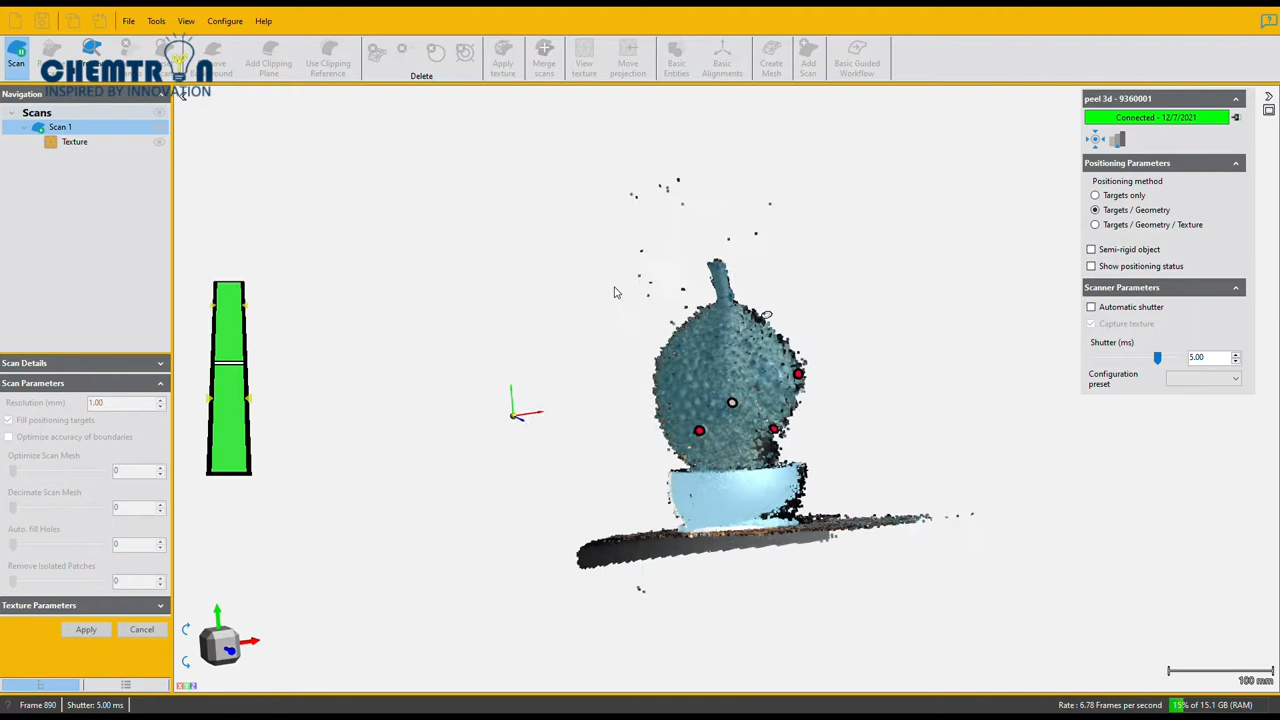 File Tools View Configure Help
Scan
Add Clipping Plane
Use Clipping Reference
Delete
Apply texture
Merge scans
View texture
Move projection
Basic Entities
Basic Alignments
Create Mesh
Add Scan
Basic Guided Workflow
CHEMTRON
INSPIRED BY INNOVATION
Navigation
Scans
Scan 1
Texture
Scan Details
Scan Parameters
Resolution (mm) 1.00
Fill positioning targets
Optimize accuracy of boundaries
Optimize Scan Mesh 0
Decimate Scan Mesh 0
Auto. fill Holes 0
Remove Isolated Patches 0
Texture Parameters
Apply Cancel
peel 3d - 9360001
Connected - 12/7/2021
Positioning Parameters
Positioning method
Targets only
Targets / Geometry
Targets / Geometry / Texture
Semi-rigid object
Show positioning status
Scanner Parameters
Automatic shutter
Capture texture
Shutter (ms)
5.00
Configuration preset
100 mm
X Y Z
Frame 890 Shutter: 5.00 ms Rate : 6.78 Frames per second 15% of 15.1 GB (RAM)